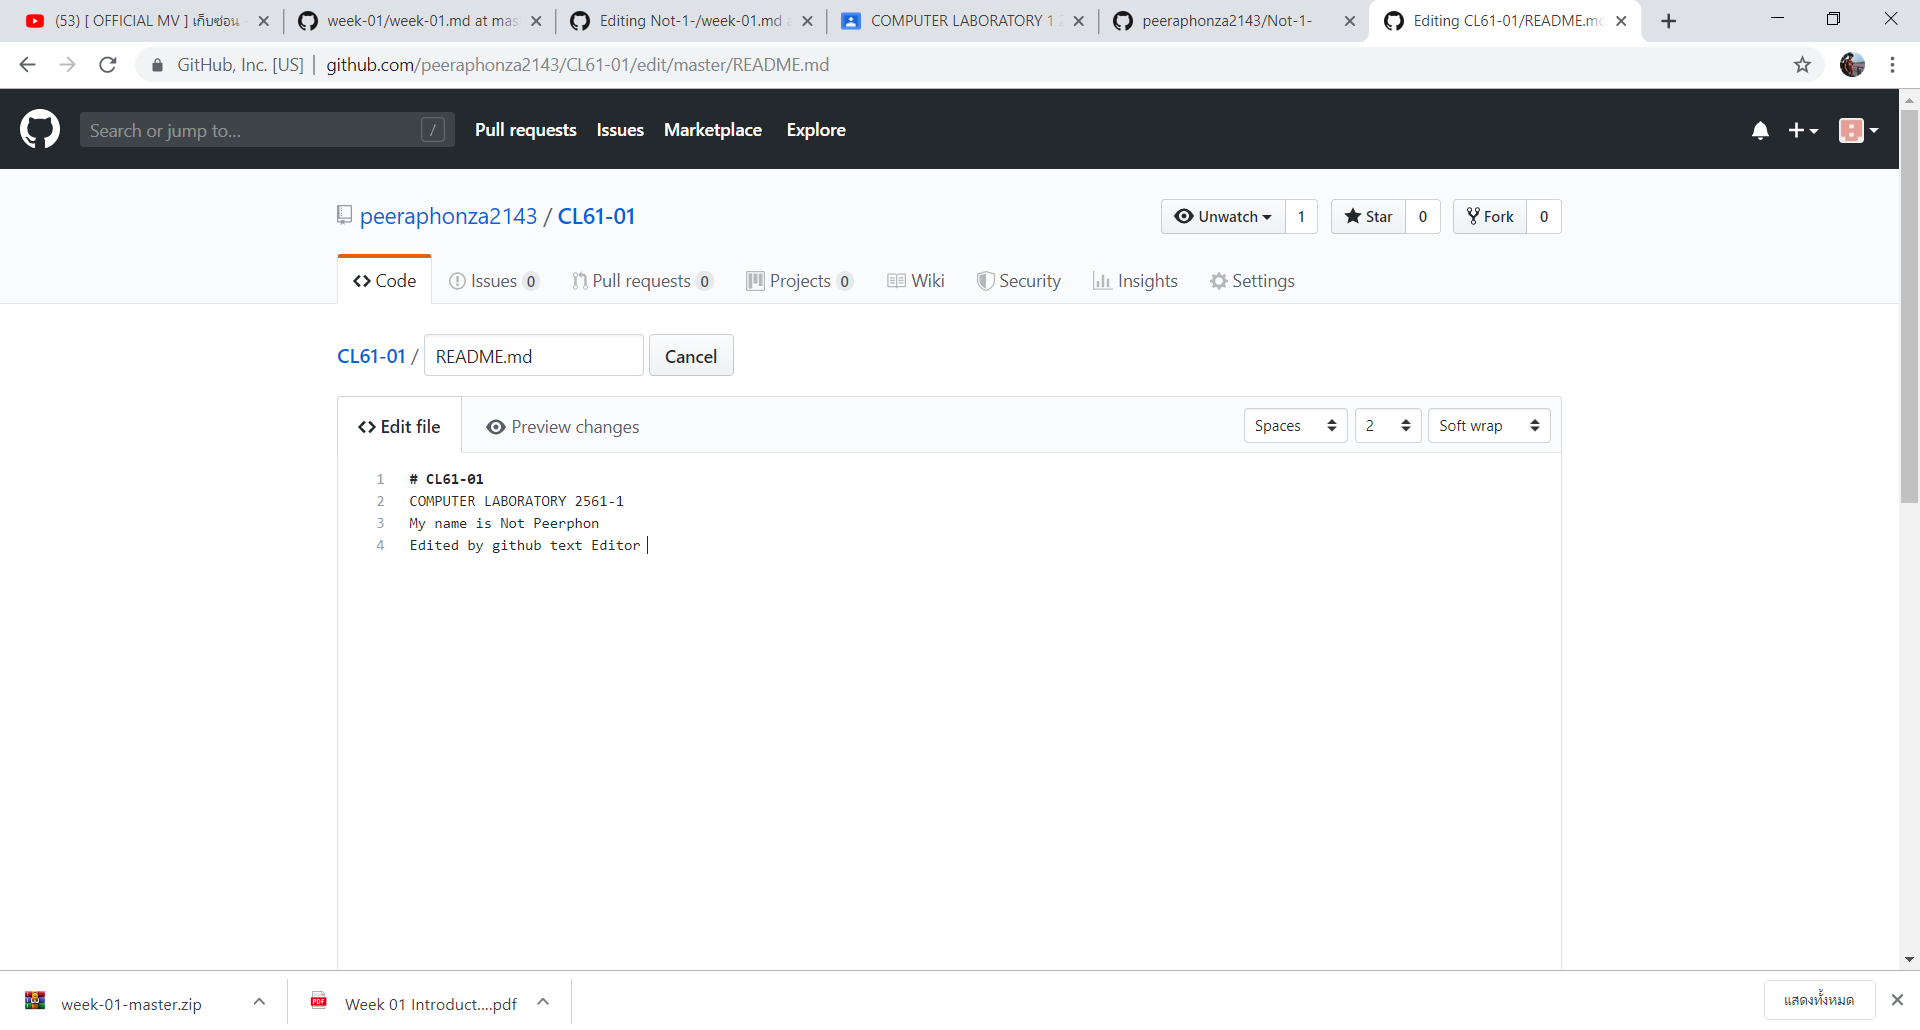 (53) [ OFFICIAL MV ] เก็บซ่อน -
week-01/week-01.md at mas
Editing Not-1-/week-01.md a
COMPUTER LABORATORY 1 2
peeraphonza2143/Not-1-
Editing CL61-01/README.md
GitHub, Inc. [US] | github.com/peeraphonza2143/CL61-01/edit/master/README.md
Search or jump to... /
Pull requests Issues Marketplace Explore
peeraphonza2143 / CL61-01
Unwatch 1 Star 0 Fork 0
Code Issues 0 Pull requests 0 Projects 0 Wiki Security Insights Settings
CL61-01 / README.md Cancel
Edit file Preview changes Spaces 2 Soft wrap
1 # CL61-01
2 COMPUTER LABORATORY 2561-1
3 My name is Not Peerphon
4 Edited by github text Editor
week-01-master.zip
PDF Week 01 Introduct....pdf
แสดงทั้งหมด